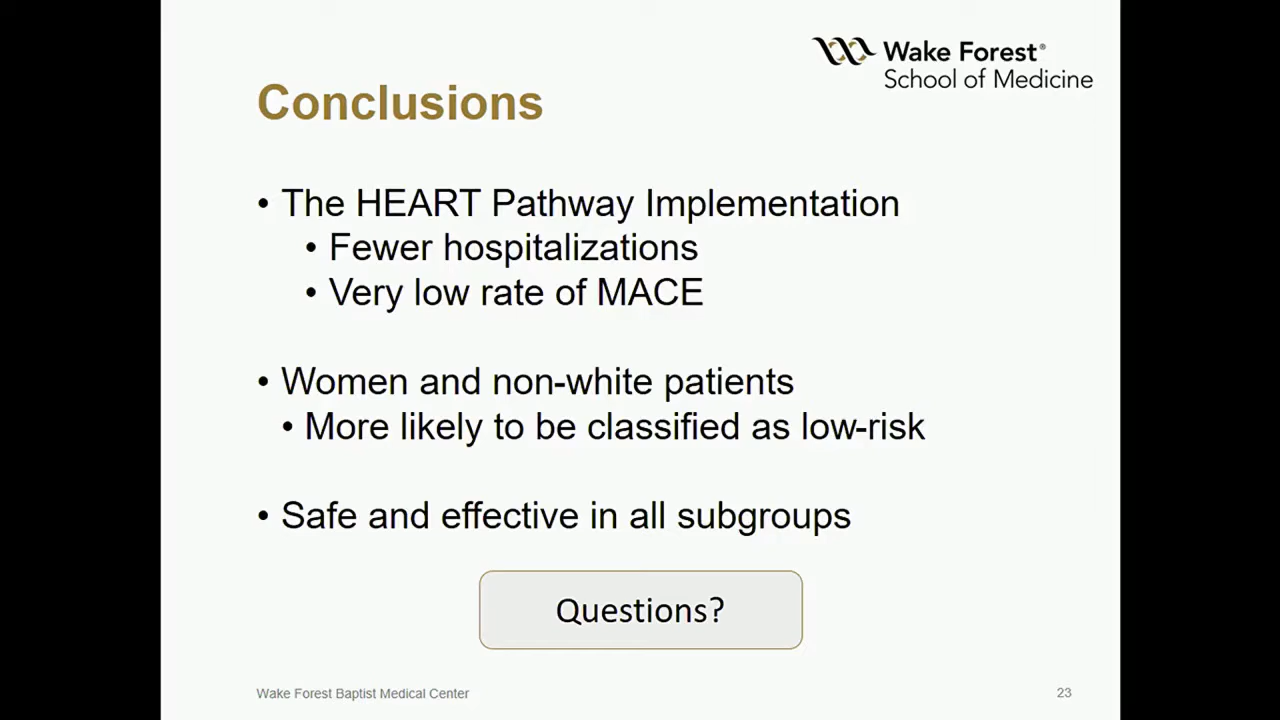 Wake Forest®
School of Medicine
Conclusions
• The HEART Pathway Implementation
• Fewer hospitalizations
• Very low rate of MACE
• Women and non-white patients
• More likely to be classified as low-risk
• Safe and effective in all subgroups
Questions?
Wake Forest Baptist Medical Center
23